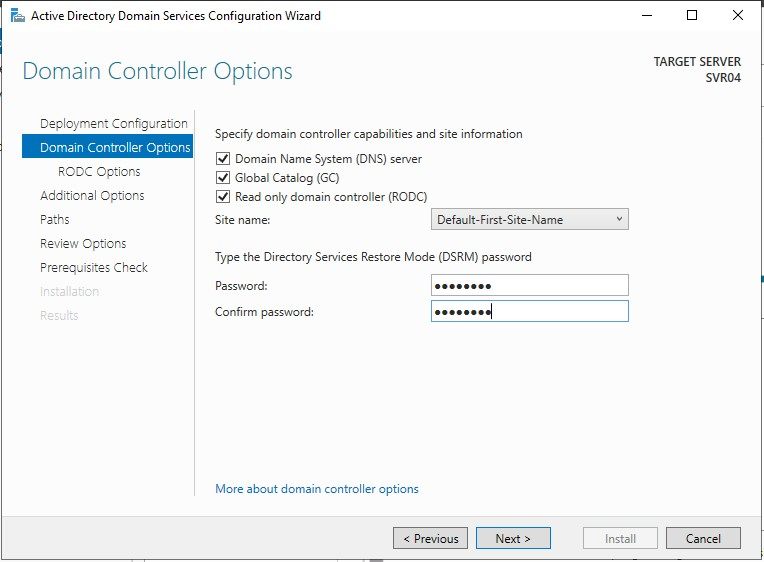 Active Directory Domain Services Configuration Wizard
Domain Controller Options
TARGET SERVER
SVR04
Deployment Configuration
Domain Controller Options
RODC Options
Additional Options
Paths
Review Options
Prerequisites Check
Installation
Results
Specify domain controller capabilities and site information
Domain Name System (DNS) server
Global Catalog (GC)
Read only domain controller (RODC)
Site name: Default-First-Site-Name
Type the Directory Services Restore Mode (DSRM) password
Password: ••••••••
Confirm password: ••••••••
More about domain controller options
< Previous Next > Install Cancel